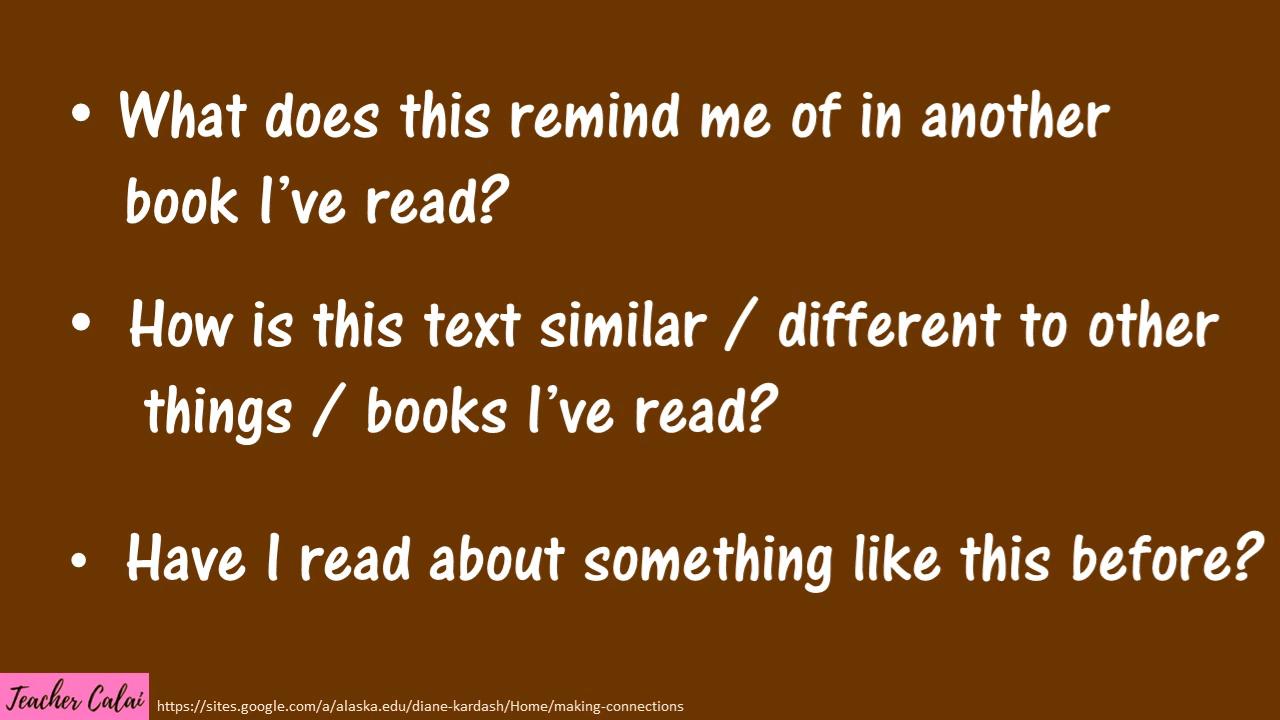 • What does this remind me of in another
book I’ve read?
• How is this text similar / different to other
things / books I’ve read?
• Have I read about something like this before?
Teacher Calai
https://sites.google.com/a/alaska.edu/diane-kardash/Home/making-connections